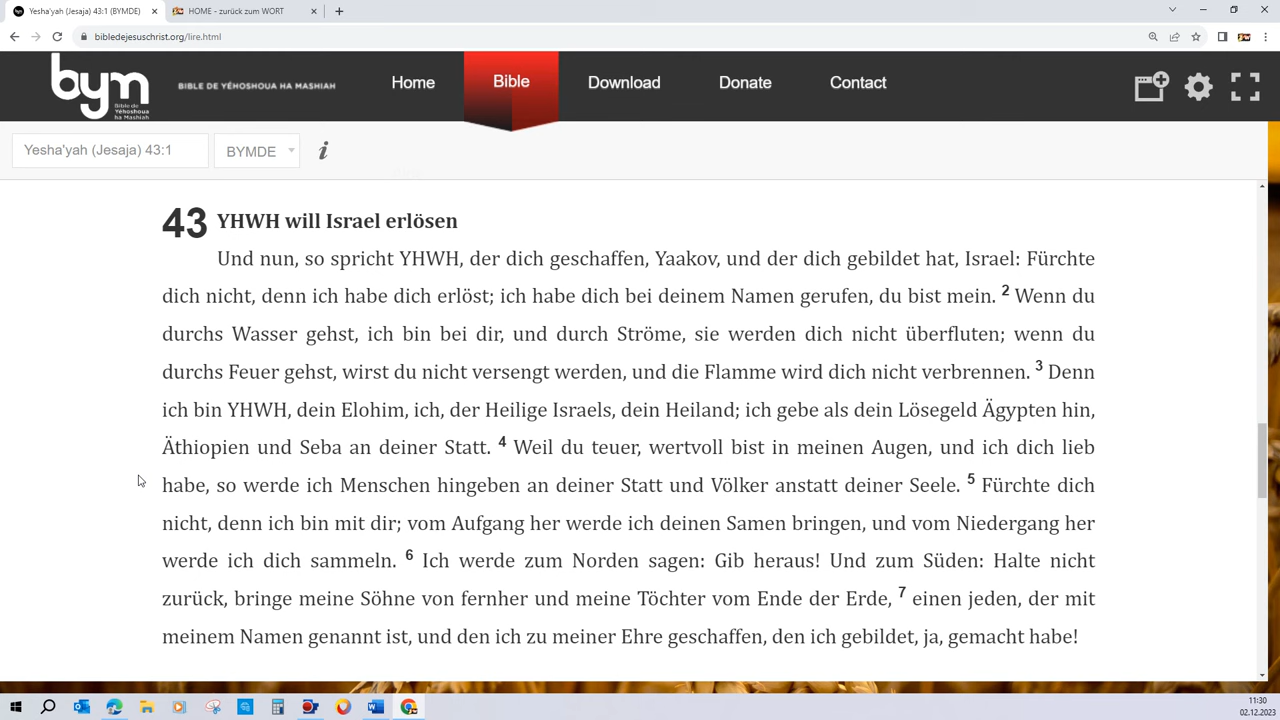 Yesha'yah (Jesaja) 43:1 (BYMDE)
HOME - zurück zum WORT
bibledejesuschrist.org/lire.html
bym
Bible de
Yéhoshoua
ha Mashiah
BIBLE DE YÉHOSHOUA HA MASHIAH
Home
Bible
Download
Donate
Contact
Yesha'yah (Jesaja) 43:1
BYMDE
i
43 YHWH will Israel erlösen
Und nun, so spricht YHWH, der dich geschaffen, Yaakov, und der dich gebildet hat, Israel: Fürchte
dich nicht, denn ich habe dich erlöst; ich habe dich bei deinem Namen gerufen, du bist mein. 2 Wenn du
durchs Wasser gehst, ich bin bei dir, und durch Ströme, sie werden dich nicht überfluten; wenn du
durchs Feuer gehst, wirst du nicht versengt werden, und die Flamme wird dich nicht verbrennen. 3 Denn
ich bin YHWH, dein Elohim, ich, der Heilige Israels, dein Heiland; ich gebe als dein Lösegeld Ägypten hin,
Äthiopien und Seba an deiner Statt. 4 Weil du teuer, wertvoll bist in meinen Augen, und ich dich lieb
habe, so werde ich Menschen hingeben an deiner Statt und Völker anstatt deiner Seele. 5 Fürchte dich
nicht, denn ich bin mit dir; vom Aufgang her werde ich deinen Samen bringen, und vom Niedergang her
werde ich dich sammeln. 6 Ich werde zum Norden sagen: Gib heraus! Und zum Süden: Halte nicht
zurück, bringe meine Söhne von fernher und meine Töchter vom Ende der Erde, 7 einen jeden, der mit
meinem Namen genannt ist, und den ich zu meiner Ehre geschaffen, den ich gebildet, ja, gemacht habe!
11:30
02.12.2023